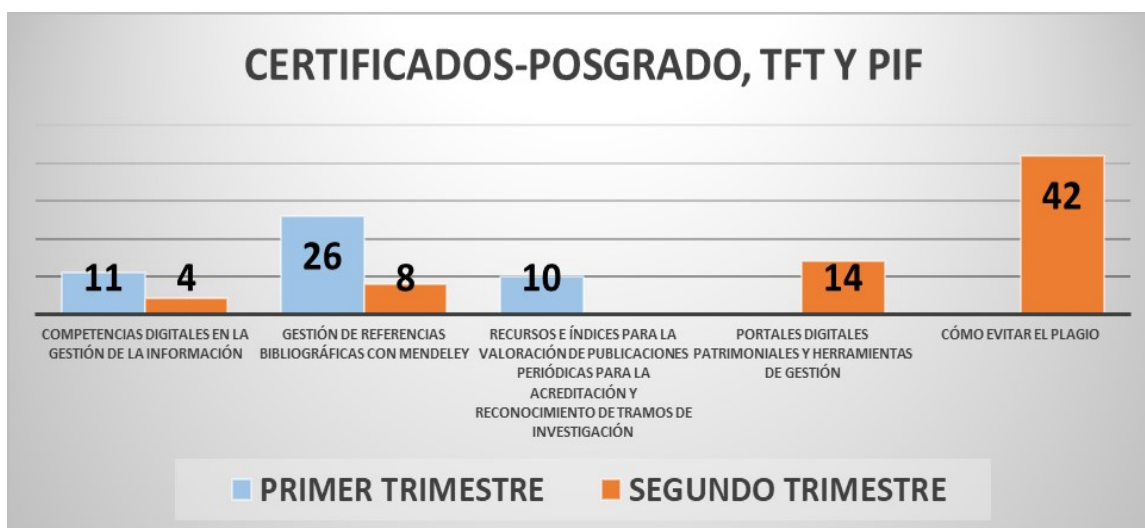 CERTIFICADOS-POSGRADO, TFT Y PIF
11
4
26
8
10
14
42
COMPETENCIAS DIGITALES EN LA
GESTIÓN DE LA INFORMACIÓN
GESTIÓN DE REFERENCIAS
BIBLIOGRÁFICAS CON MENDELEY
RECURSOS E ÍNDICES PARA LA
VALORACIÓN DE PUBLICACIONES
PERIÓDICAS PARA LA
ACREDITACIÓN Y
RECONOCIMIENTO DE TRAMOS DE
INVESTIGACIÓN
PORTALES DIGITALES
PATRIMONIALES Y HERRAMIENTAS
DE GESTIÓN
CÓMO EVITAR EL PLAGIO
PRIMER TRIMESTRE
SEGUNDO TRIMESTRE